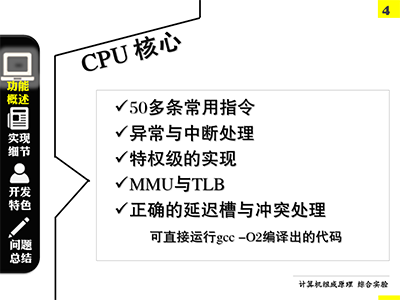 4
CPU 核心
功能
概述
实现
细节
开发
特色
问题
总结
✓50多条常用指令
✓异常与中断处理
✓特权级的实现
✓MMU与TLB
✓正确的延迟槽与冲突处理
可直接运行gcc –O2编译出的代码
计算机组成原理 综合实验